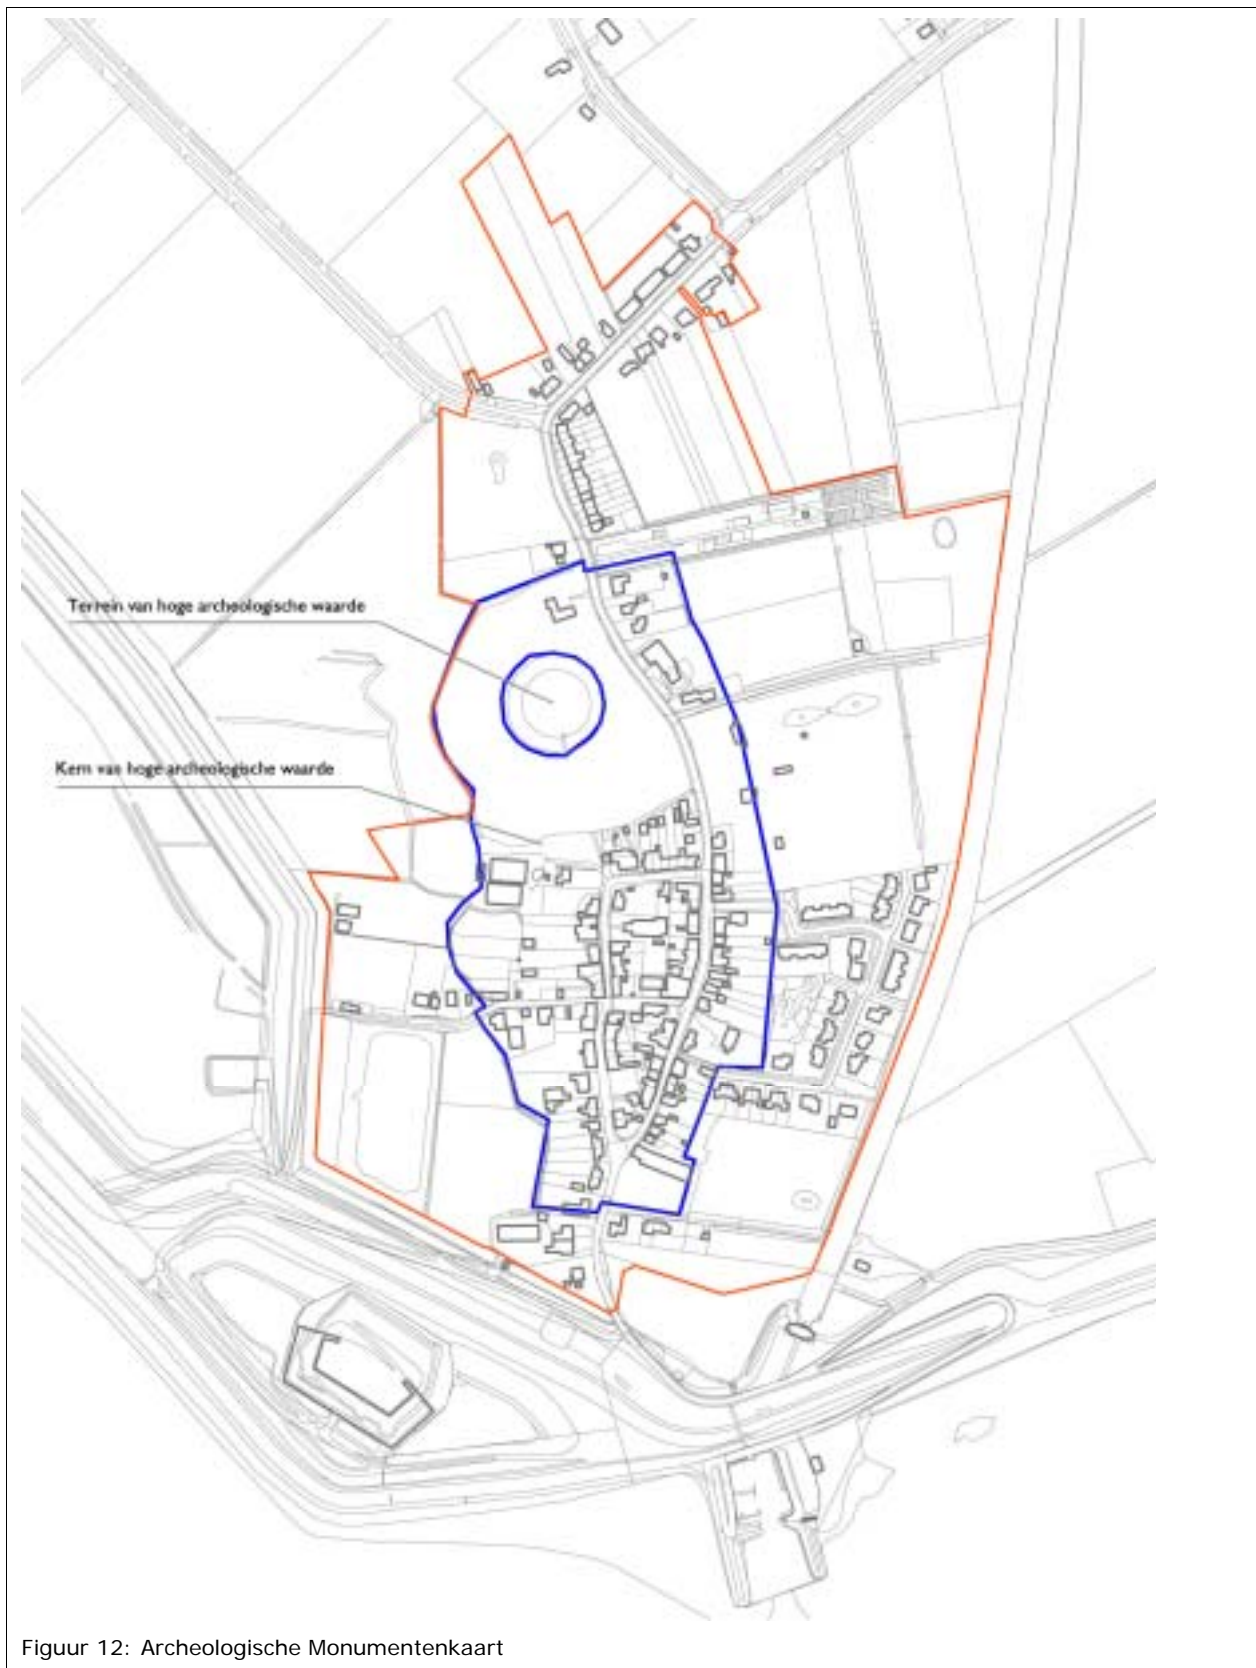 Terrein van hoge archeologische waarde
Kern van hoge archeologische waarde
Figuur 12: Archeologische Monumentenkaart